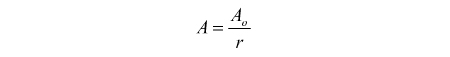 A = A_o / r